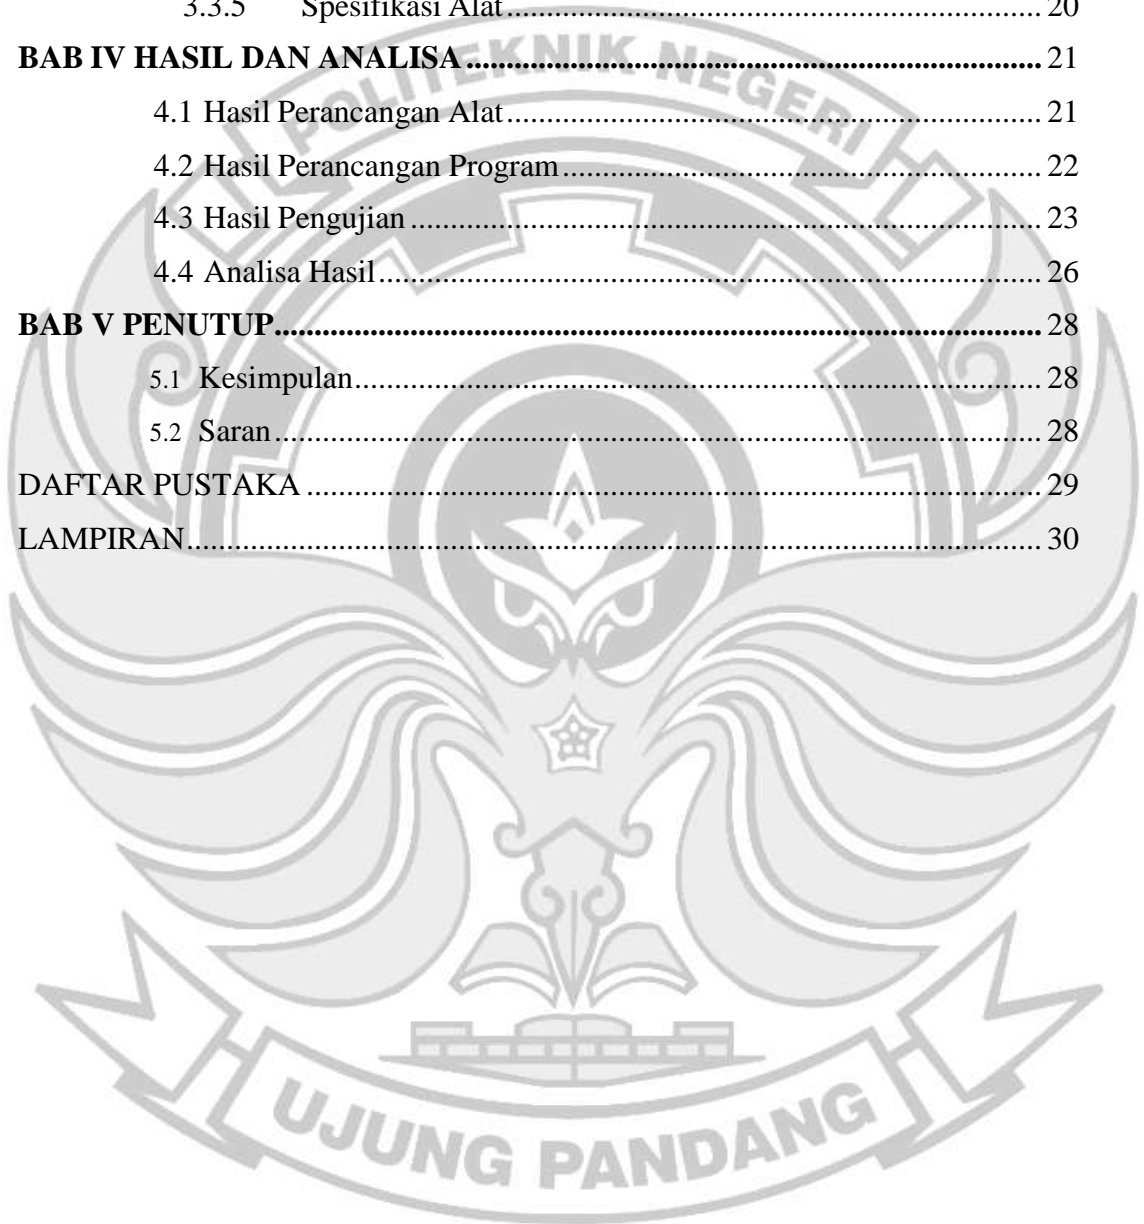 3.3.5 Spesifikasi Alat.......................................................................... 20
BAB IV HASIL DAN ANALISA.......................................................................... 21
4.1 Hasil Perancangan Alat.......................................................................... 21
4.2 Hasil Perancangan Program.......................................................................... 22
4.3 Hasil Pengujian.......................................................................... 23
4.4 Analisa Hasil.......................................................................... 26
BAB V PENUTUP.......................................................................... 28
5.1 Kesimpulan.......................................................................... 28
5.2 Saran.......................................................................... 28
DAFTAR PUSTAKA.......................................................................... 29
LAMPIRAN.......................................................................... 30
POLITEKNIK NEGERI
UJUNG PANDANG